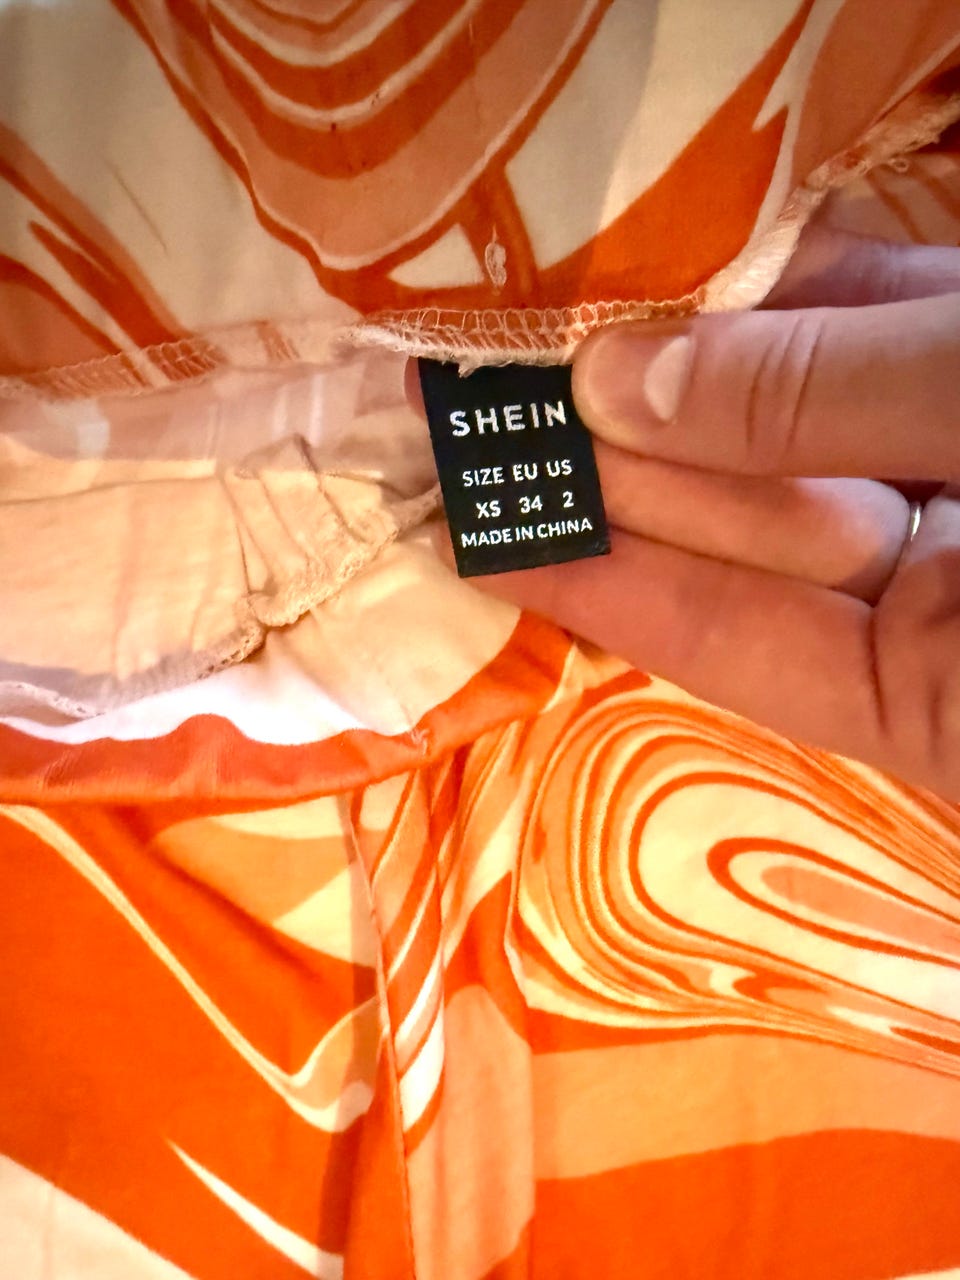 SHEIN
SIZE EU US
XS 34 2
MADE IN CHINA